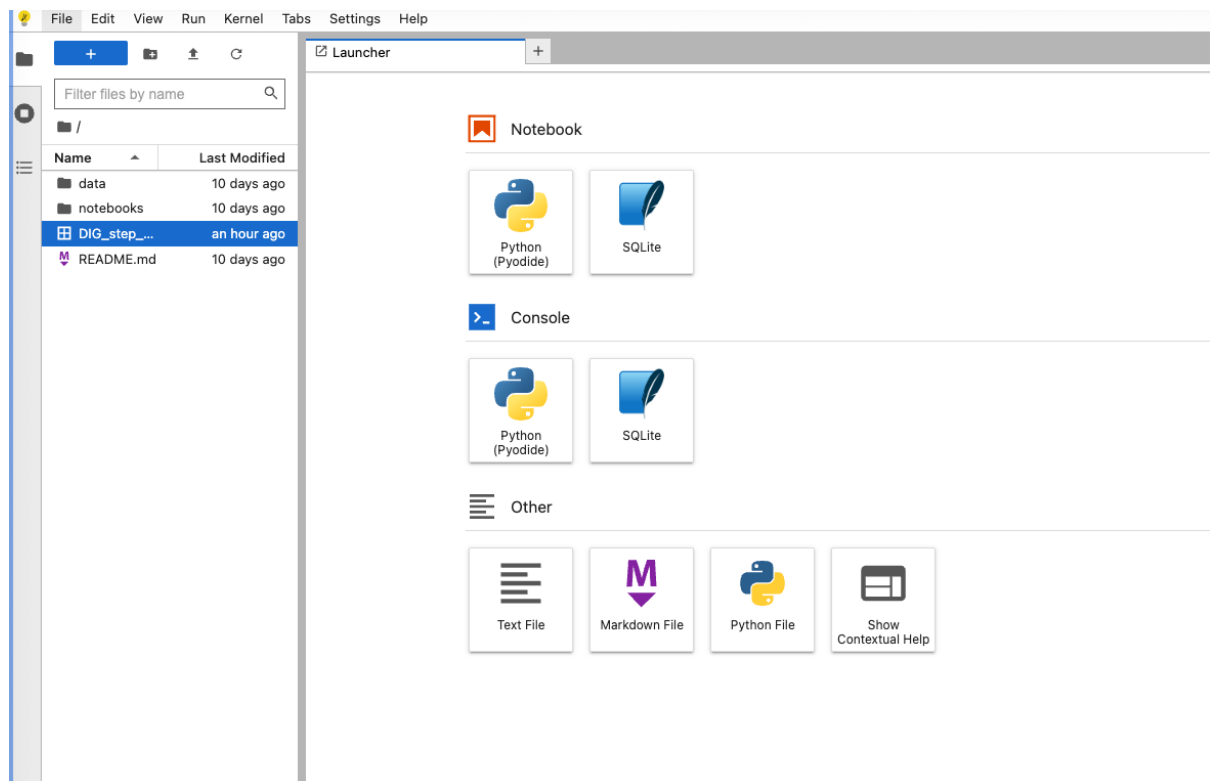 File Edit View Run Kernel Tabs Settings Help
+
Launcher
+
Filter files by name
/
Name Last Modified
data 10 days ago
notebooks 10 days ago
DIG_step_... an hour ago
README.md 10 days ago
Notebook
Python
(Pyodide)
SQLite
Console
Python
(Pyodide)
SQLite
Other
Text File
Markdown File
Python File
Show
Contextual Help